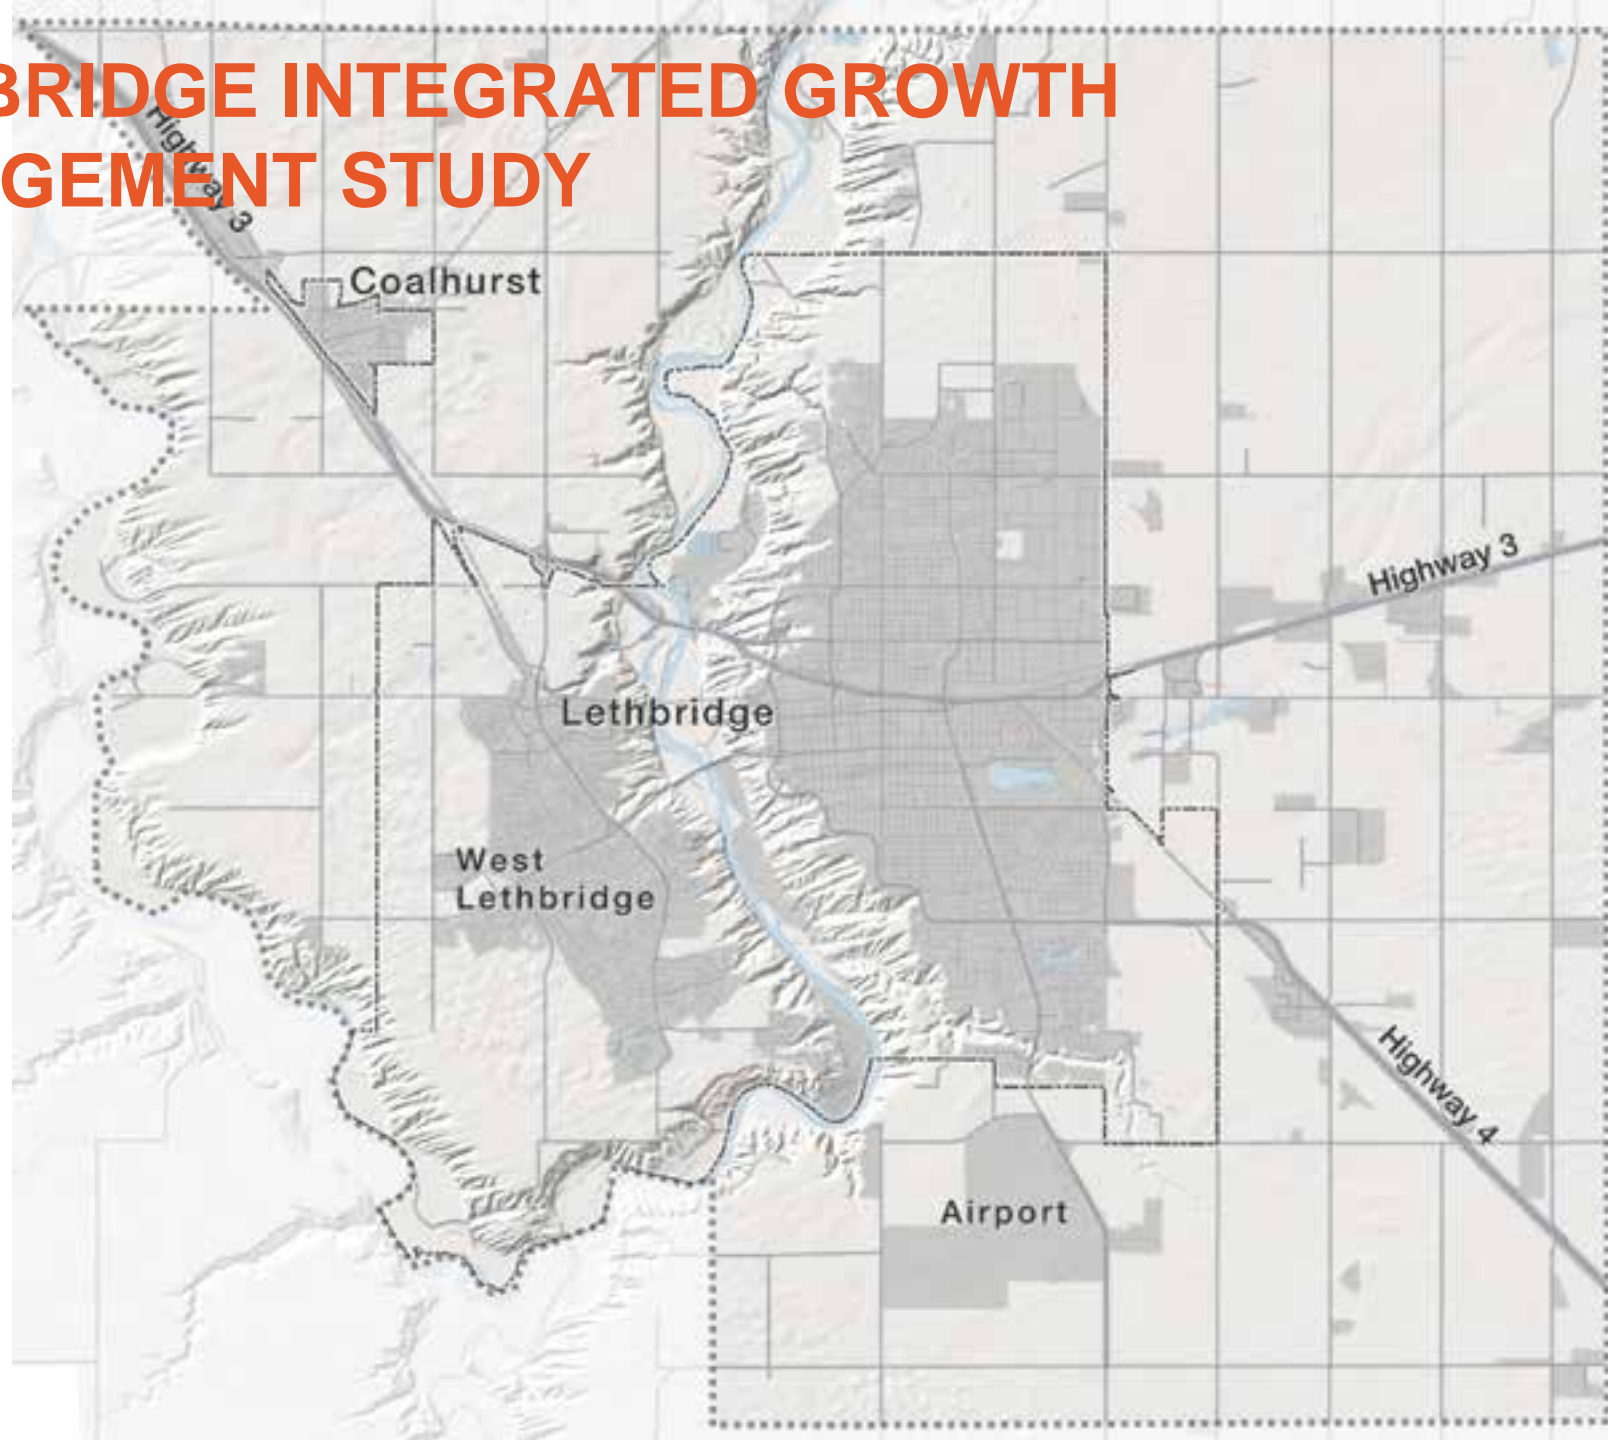 BRIDGE INTEGRATED GROWTH
GEMENT STUDY
Highway 3
Coalhurst
Highway 3
Lethbridge
West
Lethbridge
Highway 4
Airport